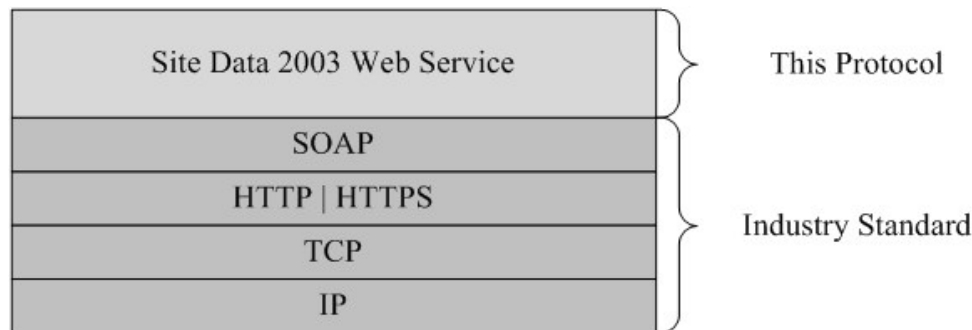 Site Data 2003 Web Service
This Protocol
SOAP
HTTP | HTTPS
TCP
IP
Industry Standard